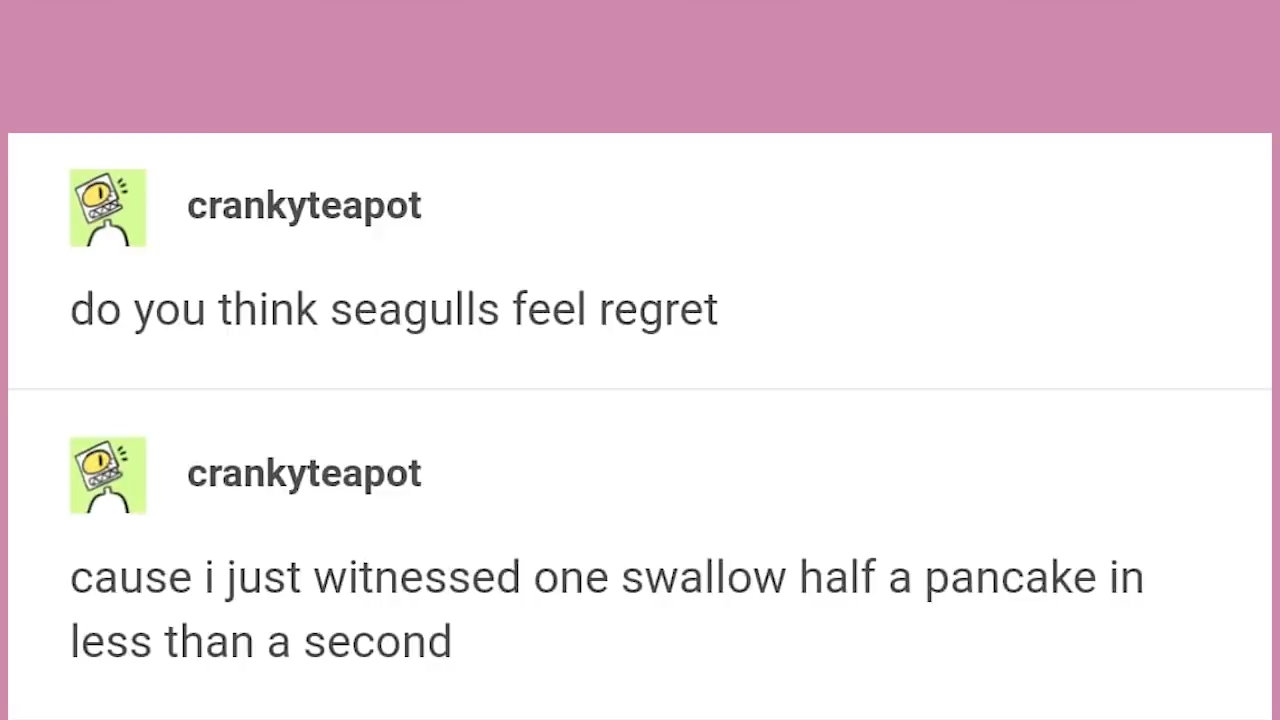 crankyteapot
do you think seagulls feel regret
crankyteapot
cause i just witnessed one swallow half a pancake in
less than a second